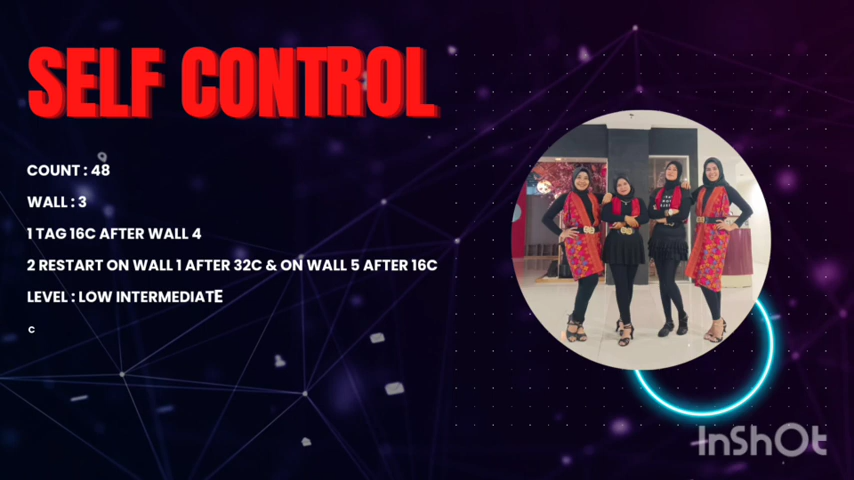 SELF CONTROL
COUNT : 48
WALL : 3
1 TAG 16C AFTER WALL 4
2 RESTART ON WALL 1 AFTER 32C & ON WALL 5 AFTER 16C
LEVEL : LOW INTERMEDIATE
C
InShOt